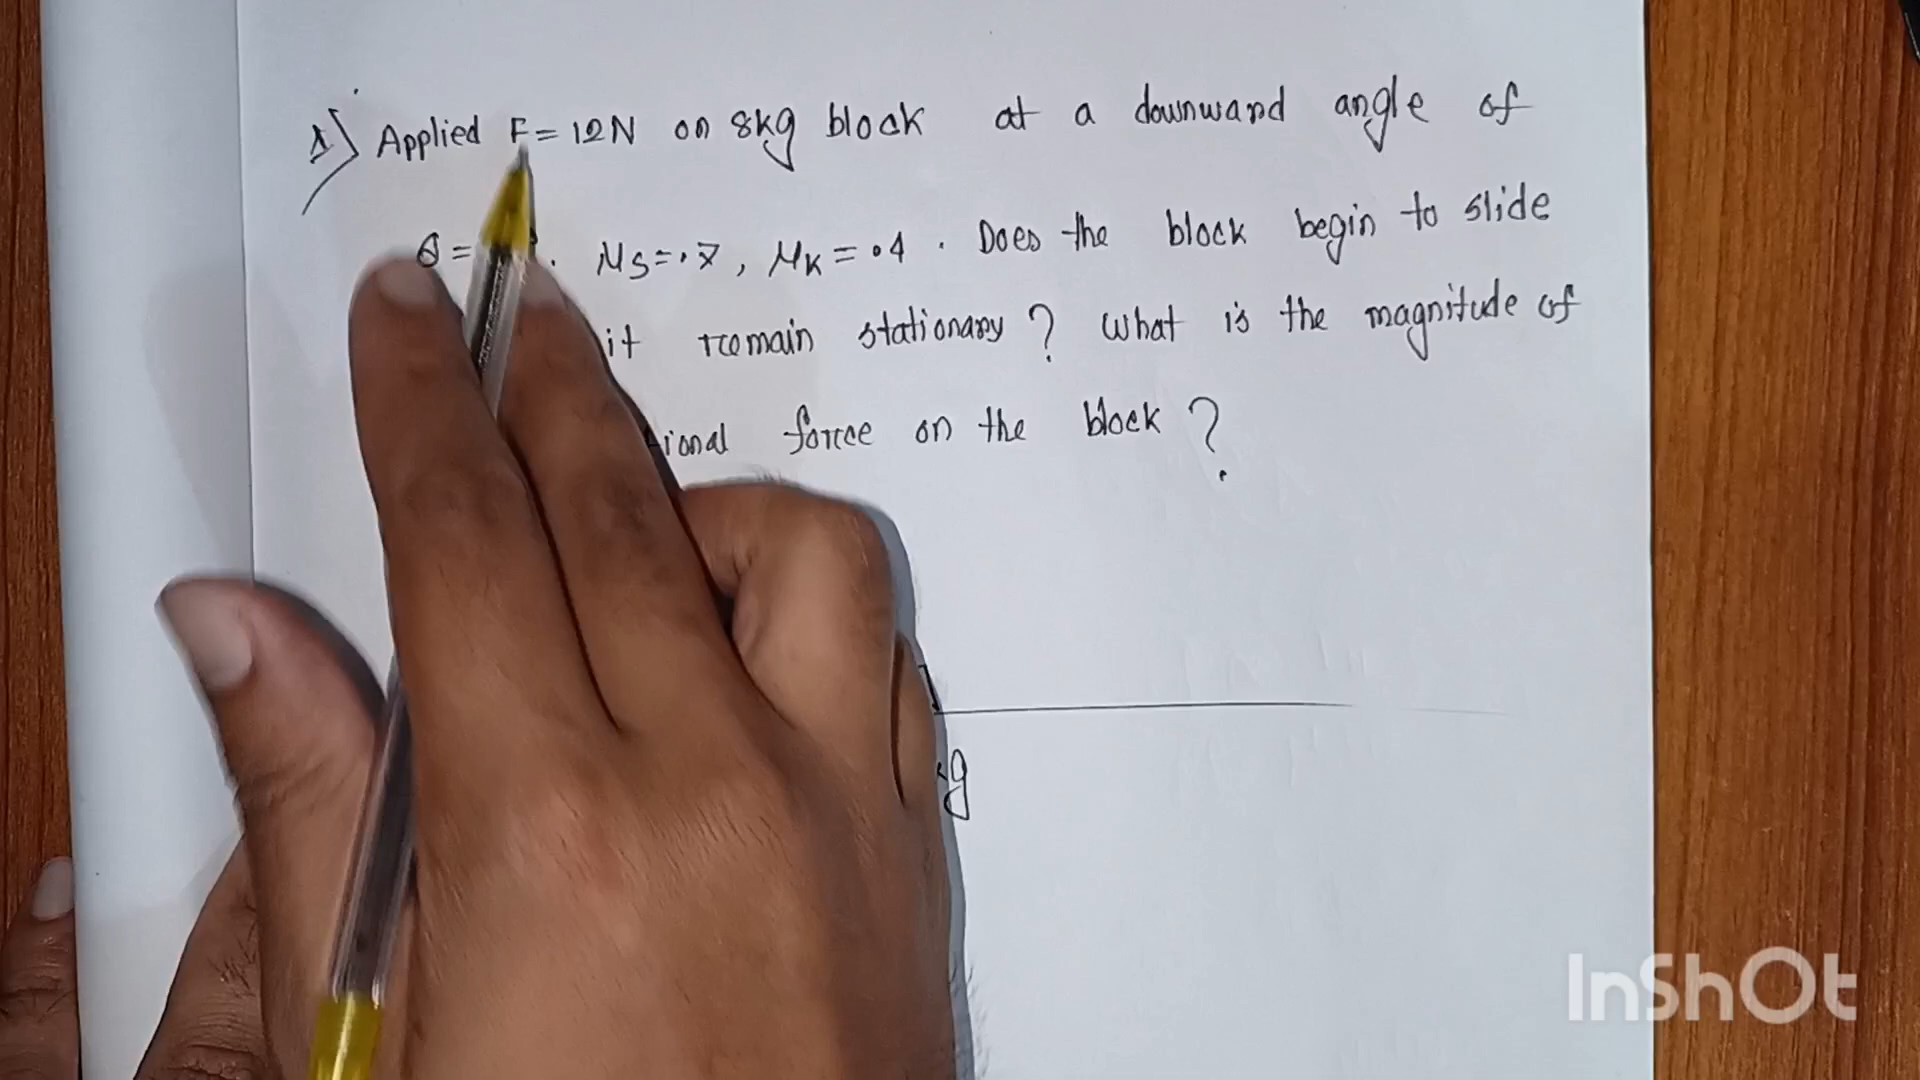 1) Applied F = 12N on 8kg block at a downward angle of
θ = . μs = .7, μk = .4 . Does the block begin to slide
it remain stationary? What is the magnitude of
tional force on the block?
g
InShOt